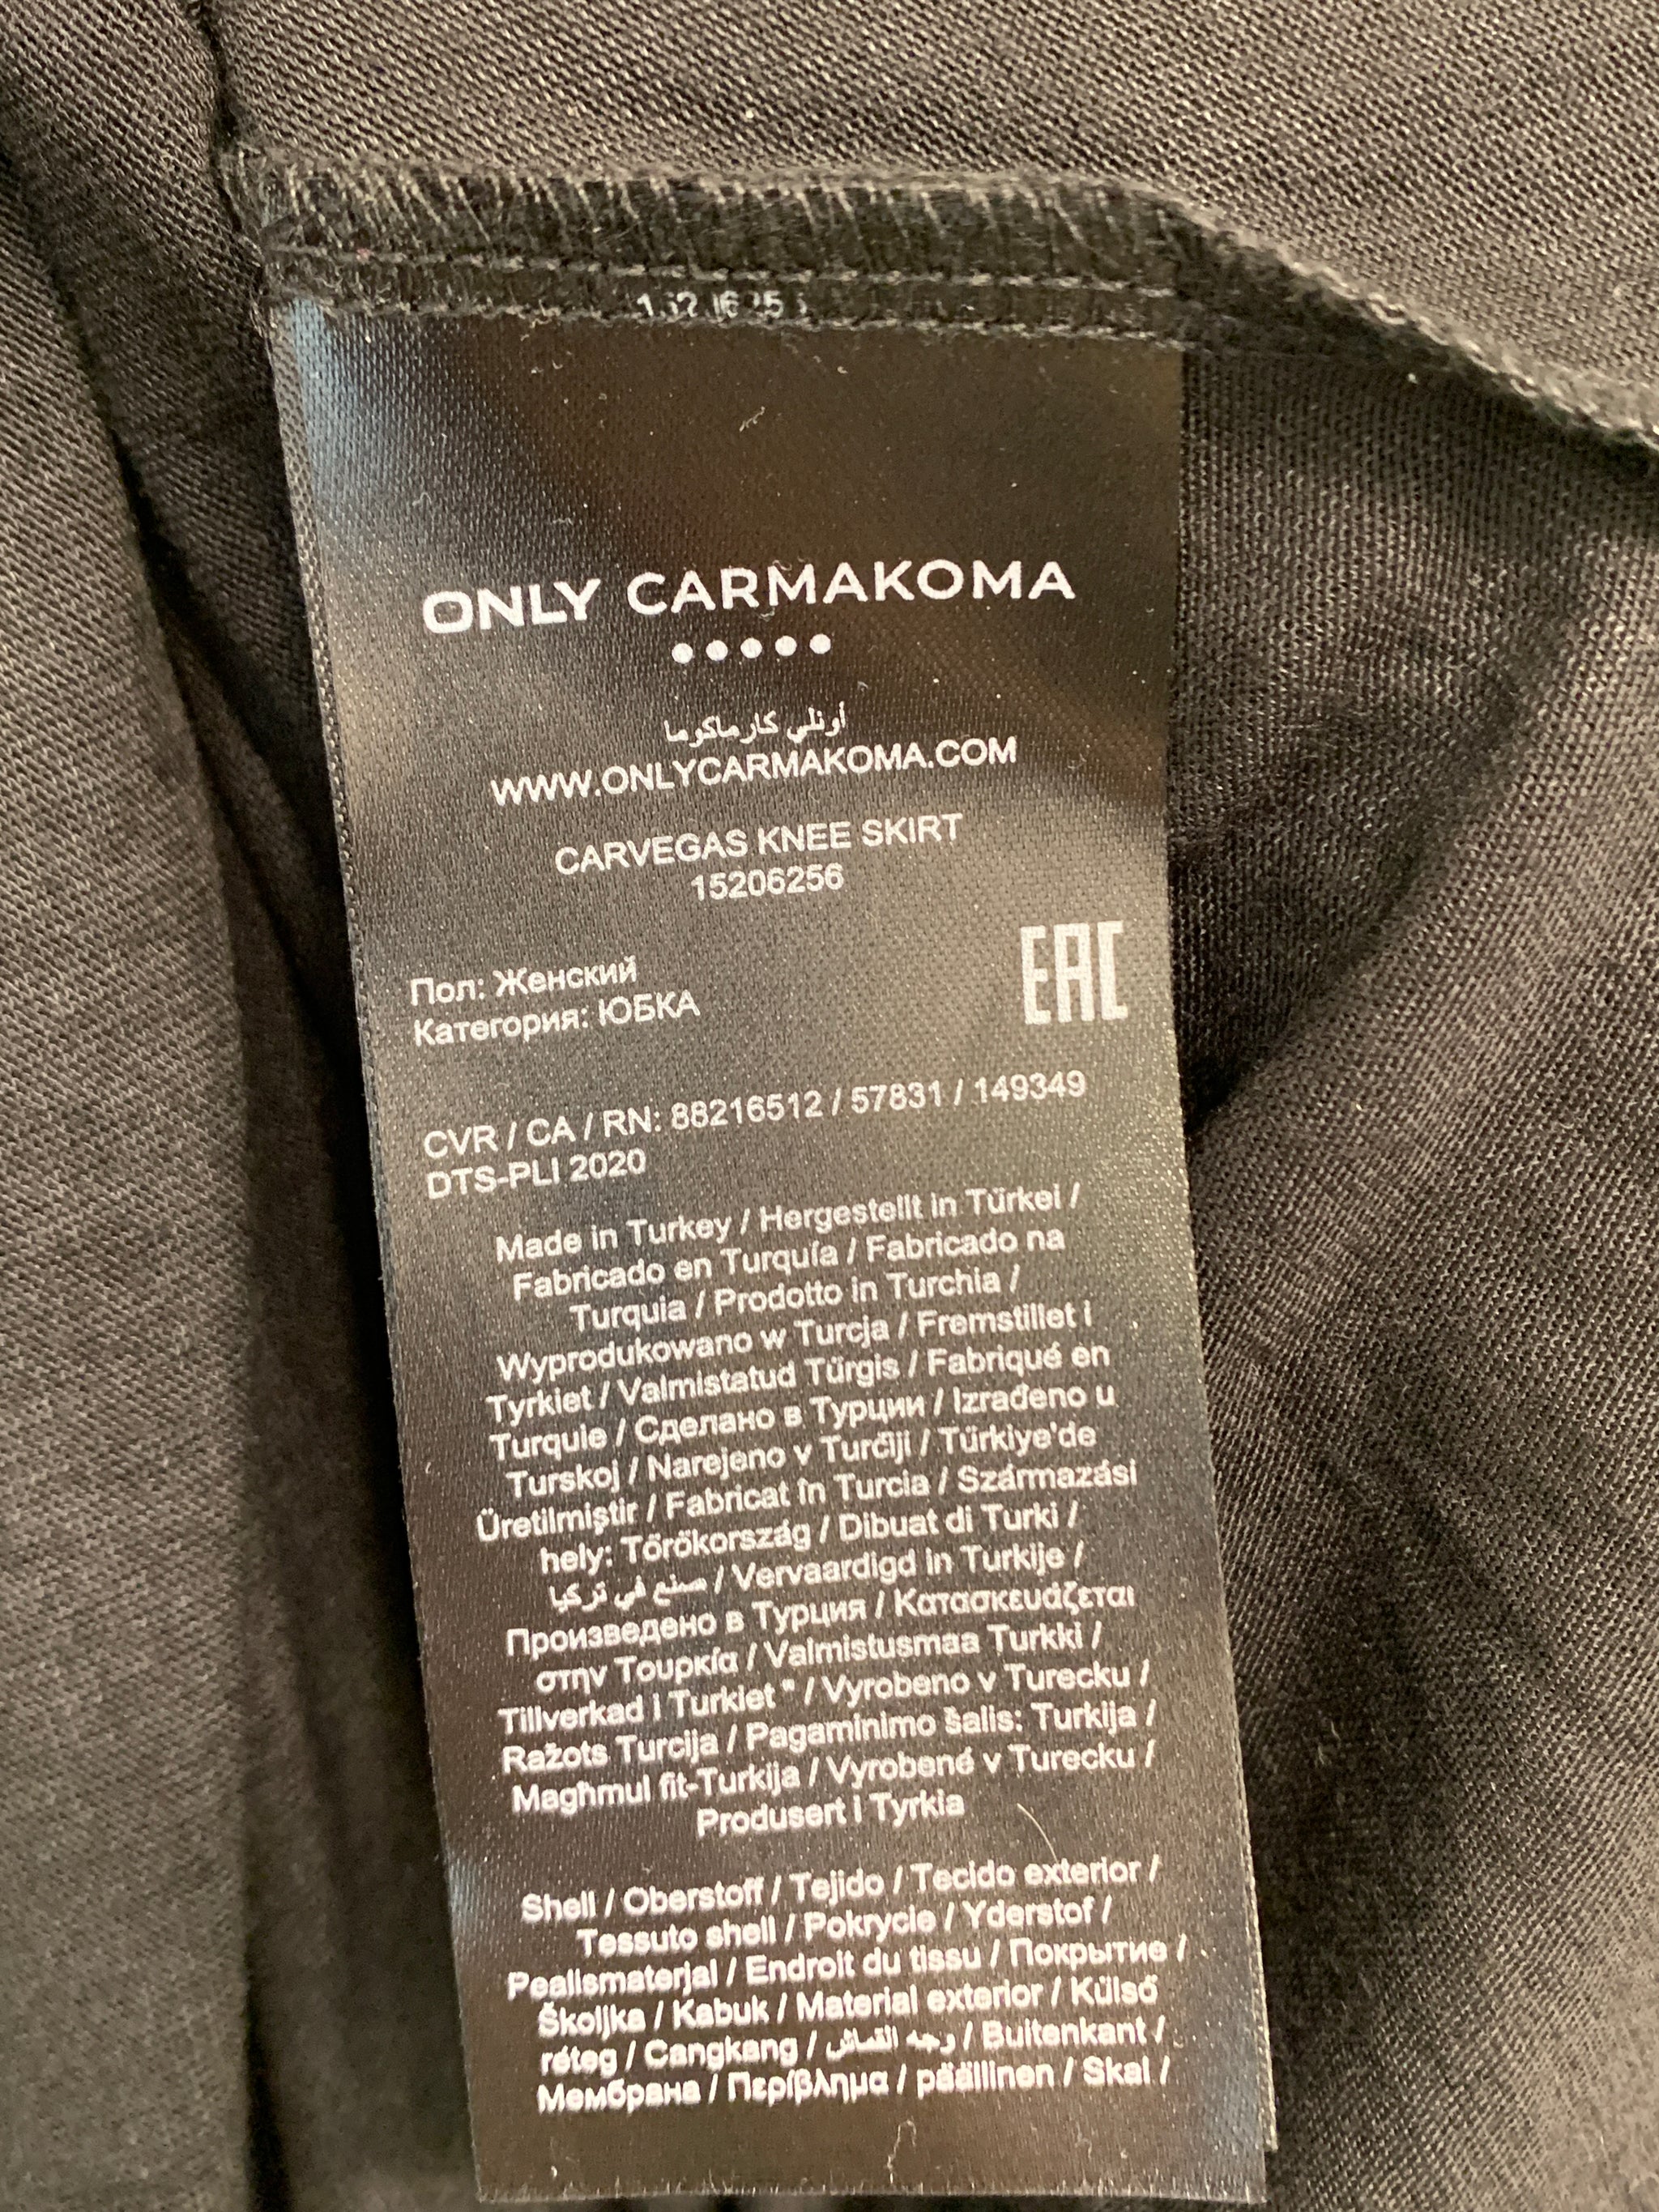 ONLY CARMAKOMA
أونلي كارماكوما
WWW.ONLYCARMAKOMA.COM
CARVEGAS KNEE SKIRT
15206256
Пол: Женский
Категория: ЮБКА
EAC
CVR / CA / RN: 88216512 / 57831 / 149349
DTS-PLI 2020
Made in Turkey / Hergestellt in Türkei /
Fabricado en Turquía / Fabricado na
Turquia / Prodotto in Turchia /
Wyprodukowano w Turcja / Fremstillet i
Tyrkiet / Valmistatud Türgis / Fabriqué en
Turquie / Сделано в Турции / Izrađeno u
Turskoj / Narejeno v Turčiji / Türkiye'de
Üretilmiştir / Fabricat în Turcia / Származási
hely: Törökország / Dibuat di Turki /
صنع في تركيا / Vervaardigd in Turkije /
Произведено в Турция / Κατασκευάζεται
στην Τουρκία / Valmistusmaa Turkki /
Tillverkad i Turkiet " / Vyrobeno v Turecku /
Ražots Turcija / Pagaminimo šalis: Turkija /
Magħmul fit-Turkija / Vyrobené v Turecku /
Produsert i Tyrkia
Shell / Oberstoff / Tejido / Tecido exterior /
Tessuto shell / Pokrycie / Yderstof /
Pealismaterjal / Endroit du tissu / Покрытие /
Školjka / Kabuk / Material exterior / Külső
réteg / Cangkang / وجه القماش / Buitenkant /
Мембрана / Περίβλημα / päällinen / Skal /